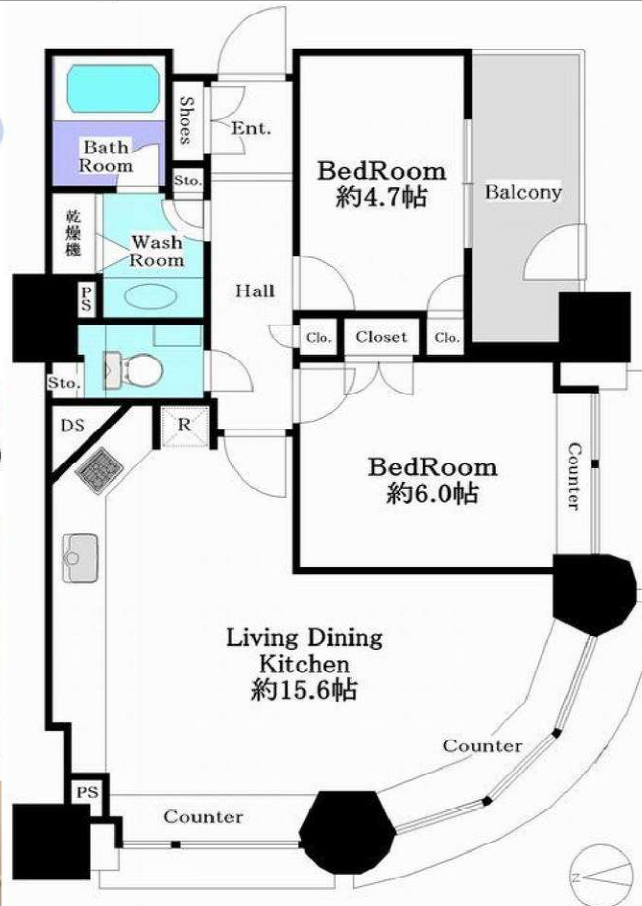 Shoes
Ent.
Bath
Room
BedRoom
約4.7帖
Balcony
Sto.
乾燥機
Wash
Room
Hall
PS
Clo.
Closet
Clo.
Sto.
DS
R
BedRoom
約6.0帖
Counter
Living Dining
Kitchen
約15.6帖
Counter
PS
Counter
N